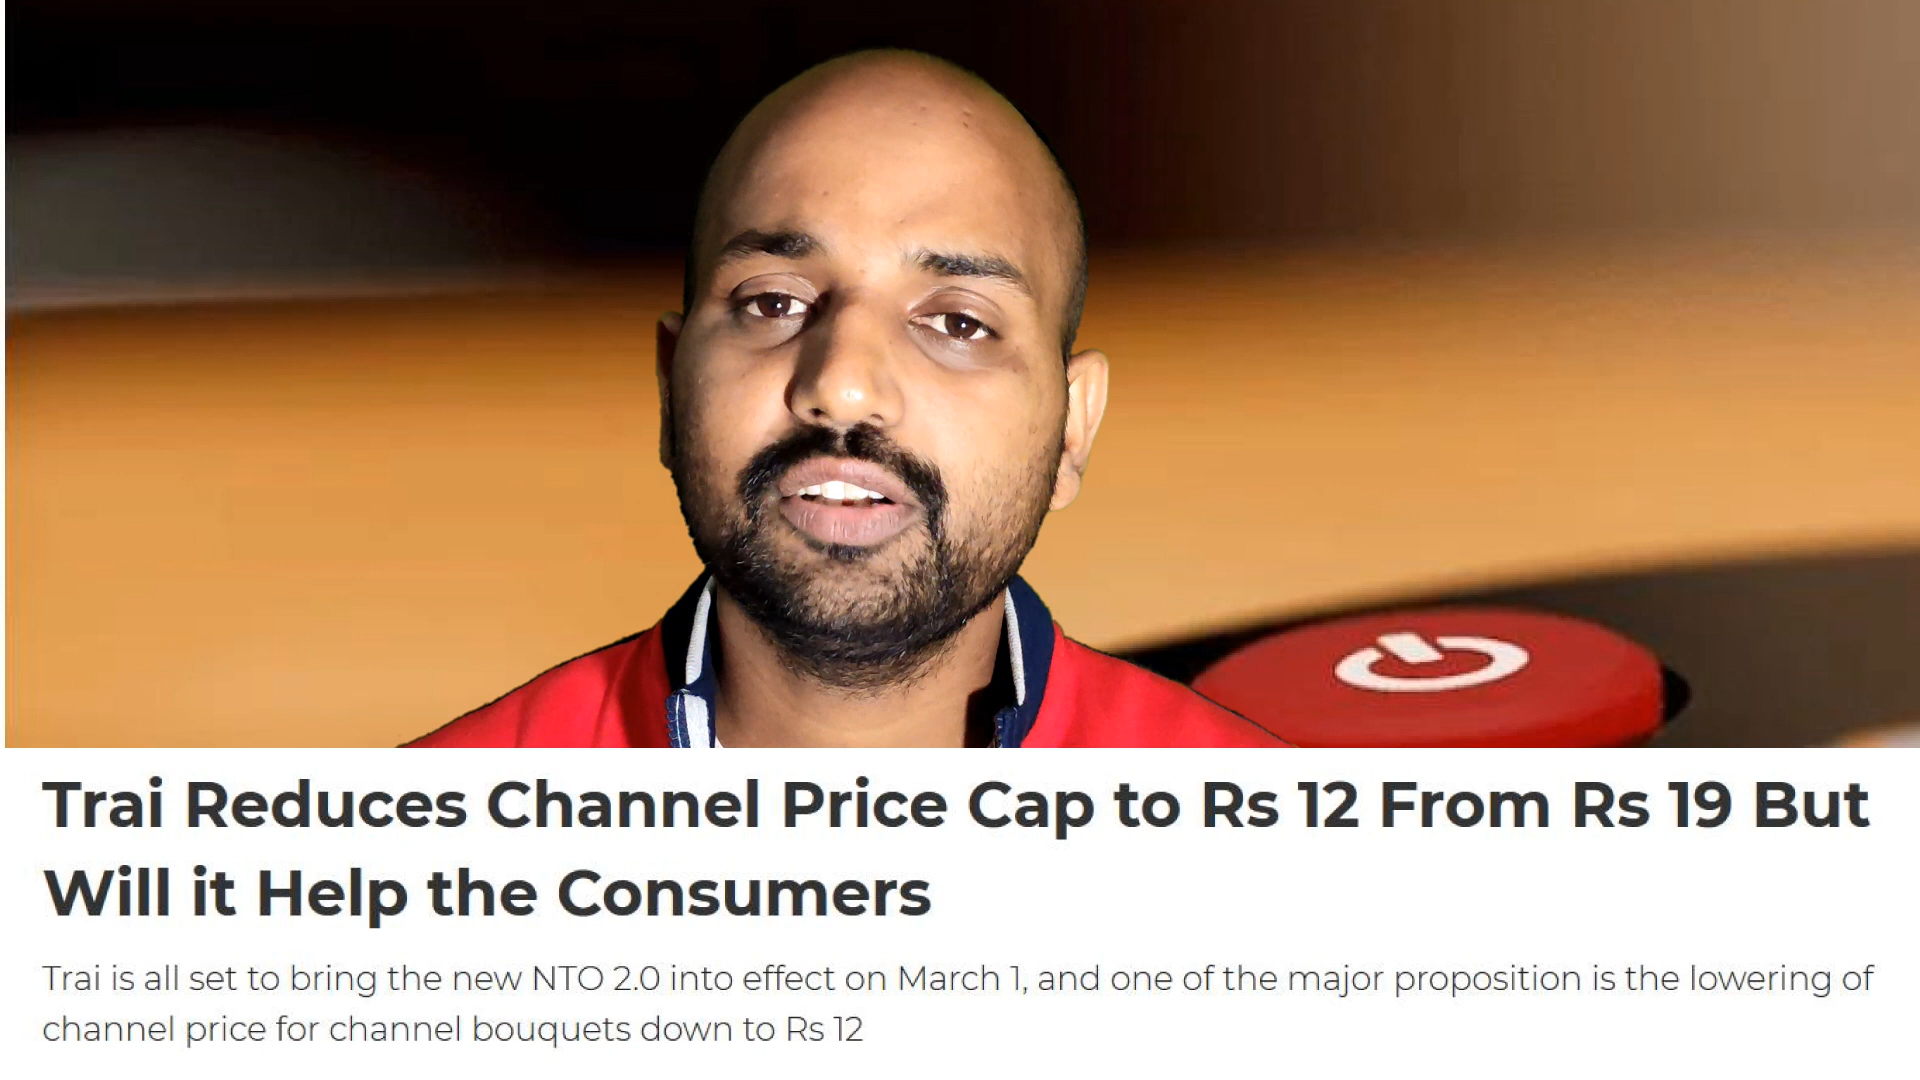 Trai Reduces Channel Price Cap to Rs 12 From Rs 19 But
Will it Help the Consumers
Trai is all set to bring the new NTO 2.0 into effect on March 1, and one of the major proposition is the lowering of
channel price for channel bouquets down to Rs 12